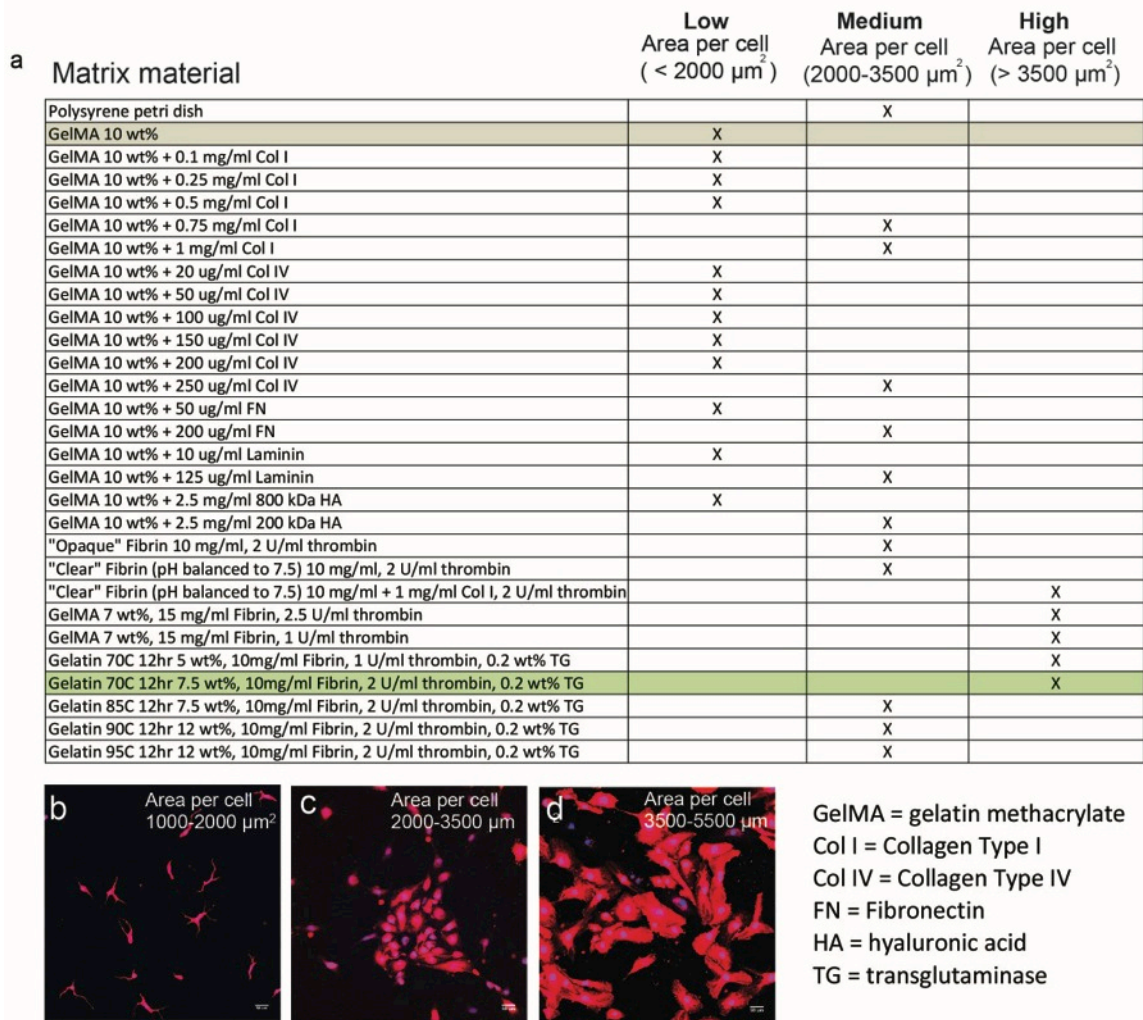 a
Matrix material
Low
Area per cell
( < 2000 µm²)
Medium
Area per cell
(2000-3500 µm²)
High
Area per cell
(> 3500 µm²)
Polysyrene petri dish X
GelMA 10 wt% X
GelMA 10 wt% + 0.1 mg/ml Col I X
GelMA 10 wt% + 0.25 mg/ml Col I X
GelMA 10 wt% + 0.5 mg/ml Col I X
GelMA 10 wt% + 0.75 mg/ml Col I X
GelMA 10 wt% + 1 mg/ml Col I X
GelMA 10 wt% + 20 ug/ml Col IV X
GelMA 10 wt% + 50 ug/ml Col IV X
GelMA 10 wt% + 100 ug/ml Col IV X
GelMA 10 wt% + 150 ug/ml Col IV X
GelMA 10 wt% + 200 ug/ml Col IV X
GelMA 10 wt% + 250 ug/ml Col IV X
GelMA 10 wt% + 50 ug/ml FN X
GelMA 10 wt% + 200 ug/ml FN X
GelMA 10 wt% + 10 ug/ml Laminin X
GelMA 10 wt% + 125 ug/ml Laminin X
GelMA 10 wt% + 2.5 mg/ml 800 kDa HA X
GelMA 10 wt% + 2.5 mg/ml 200 kDa HA X
"Opaque" Fibrin 10 mg/ml, 2 U/ml thrombin X
"Clear" Fibrin (pH balanced to 7.5) 10 mg/ml, 2 U/ml thrombin X
"Clear" Fibrin (pH balanced to 7.5) 10 mg/ml + 1 mg/ml Col I, 2 U/ml thrombin X
GelMA 7 wt%, 15 mg/ml Fibrin, 2.5 U/ml thrombin X
GelMA 7 wt%, 15 mg/ml Fibrin, 1 U/ml thrombin X
Gelatin 70C 12hr 5 wt%, 10mg/ml Fibrin, 1 U/ml thrombin, 0.2 wt% TG X
Gelatin 70C 12hr 7.5 wt%, 10mg/ml Fibrin, 2 U/ml thrombin, 0.2 wt% TG X
Gelatin 85C 12hr 7.5 wt%, 10mg/ml Fibrin, 2 U/ml thrombin, 0.2 wt% TG X
Gelatin 90C 12hr 12 wt%, 10mg/ml Fibrin, 2 U/ml thrombin, 0.2 wt% TG X
Gelatin 95C 12hr 12 wt%, 10mg/ml Fibrin, 2 U/ml thrombin, 0.2 wt% TG X
b
Area per cell
1000-2000 µm²
c
Area per cell
2000-3500 µm
d
Area per cell
3500-5500 µm
GelMA = gelatin methacrylate
Col I = Collagen Type I
Col IV = Collagen Type IV
FN = Fibronectin
HA = hyaluronic acid
TG = transglutaminase